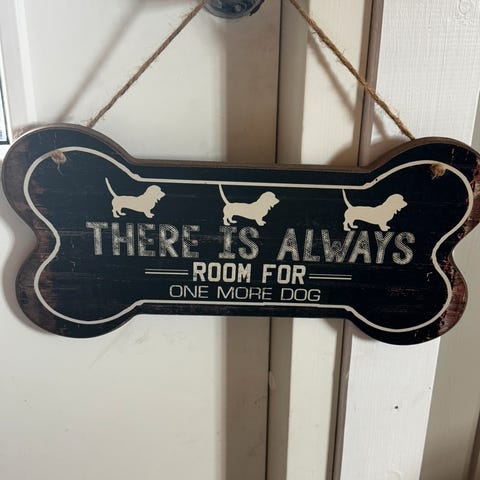 THERE IS ALWAYS
ROOM FOR
ONE MORE DOG